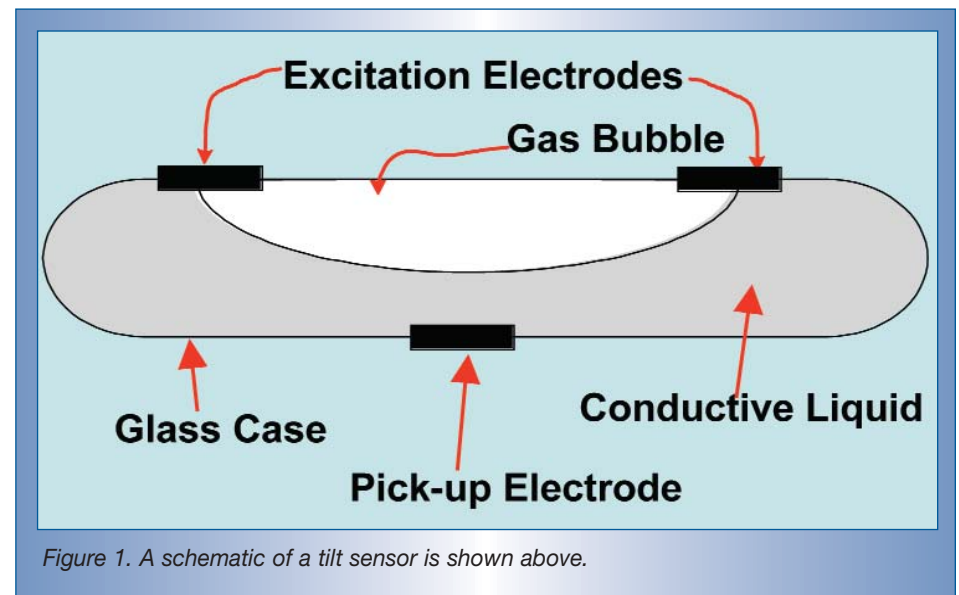 Excitation Electrodes
Gas Bubble
Glass Case
Conductive Liquid
Pick-up Electrode
Figure 1. A schematic of a tilt sensor is shown above.